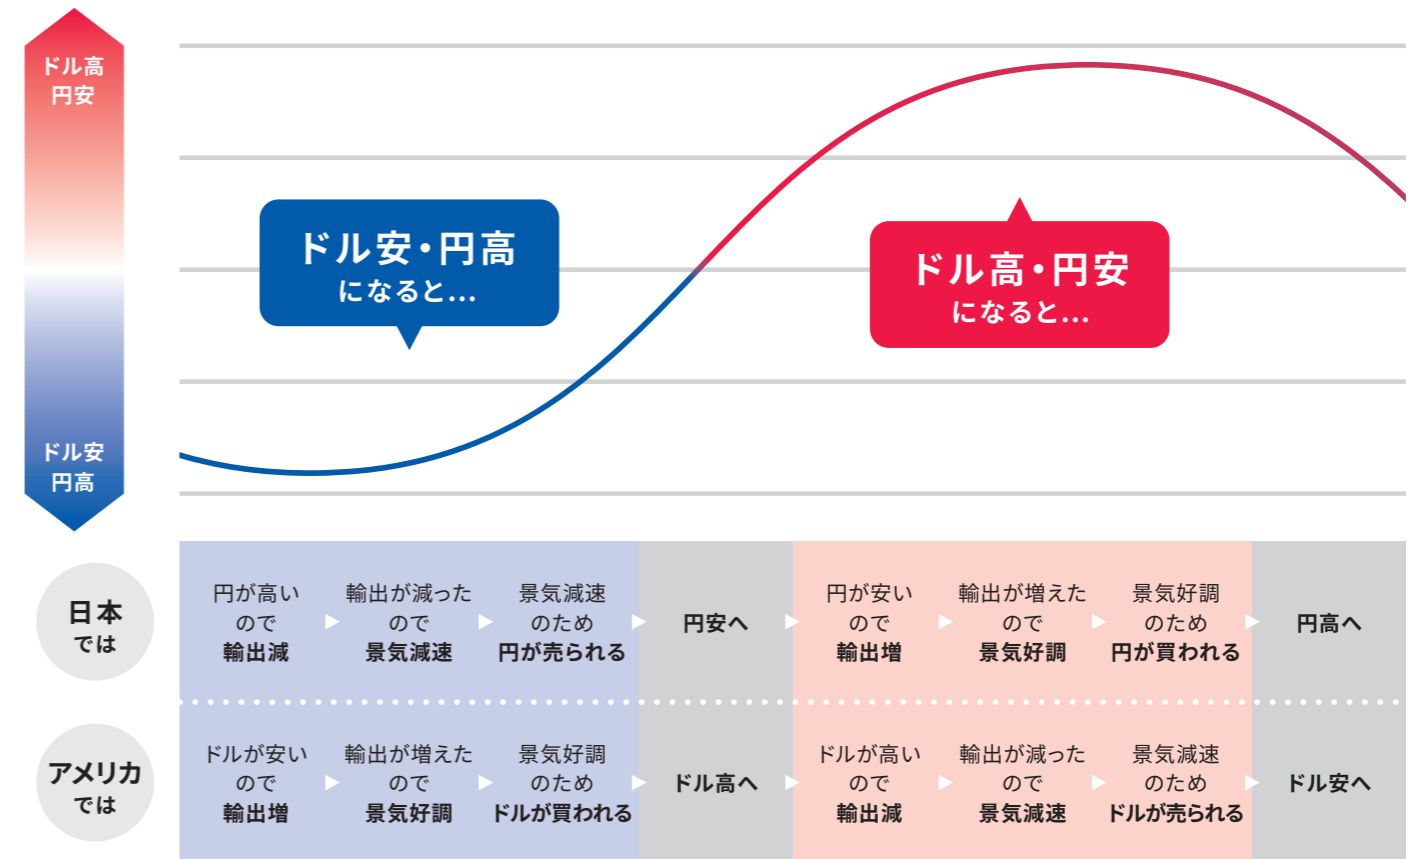 ドル高
円安
ドル安・円高
になると...
ドル高・円安
になると...
ドル安
円高
日本
では
円が高い
ので
輸出減
輸出が減った
ので
景気減速
景気減速
のため
円が売られる
円安へ
円が安い
ので
輸出増
輸出が増えた
ので
景気好調
景気好調
のため
円が買われる
円高へ
アメリカ
では
ドルが安い
ので
輸出増
輸出が増えた
ので
景気好調
景気好調
のため
ドルが買われる
ドル高へ
ドルが高い
ので
輸出減
輸出が減った
ので
景気減速
景気減速
のため
ドルが売られる
ドル安へ